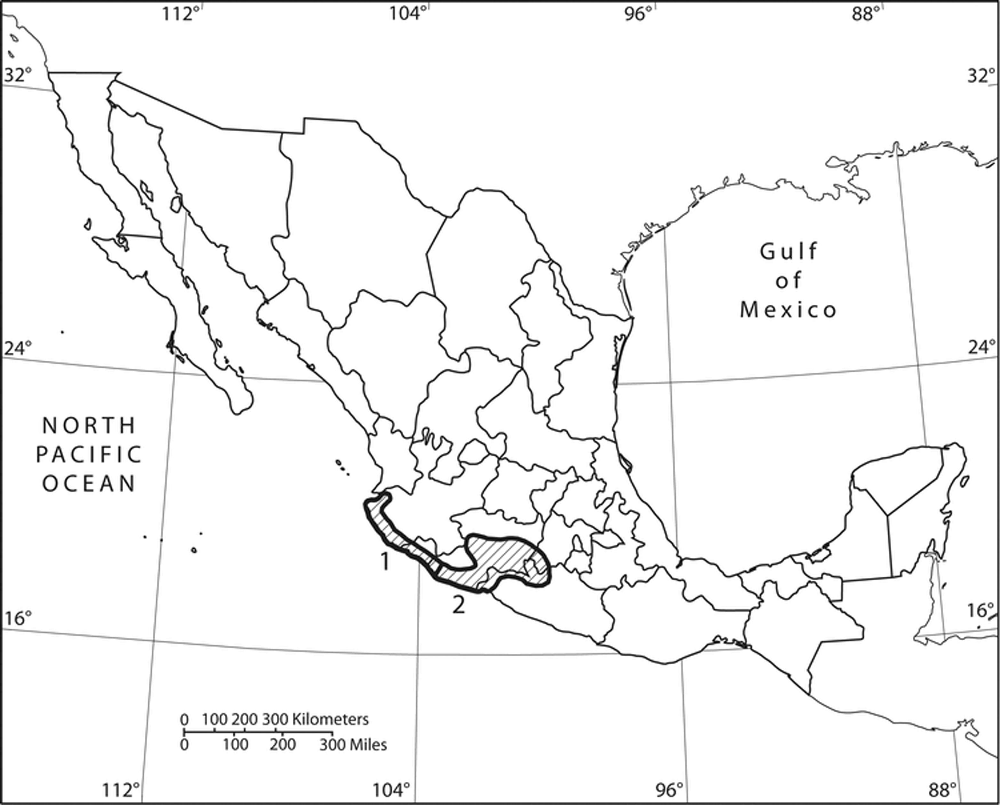 112° 104° 96° 88°
32° 32°
Gulf
of
Mexico
24° 24°
NORTH
PACIFIC
OCEAN
1
2
16° 16°
0 100 200 300 Kilometers
0 100 200 300 Miles
112° 104° 96° 88°